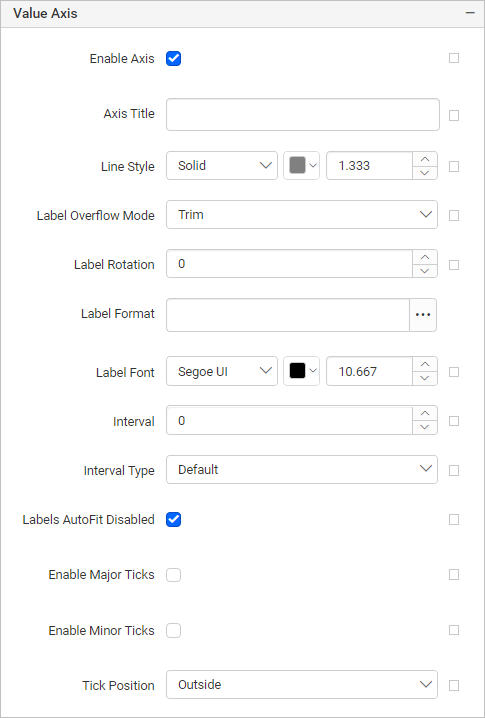 Value Axis
Enable Axis
Axis Title
Line Style Solid 1.333
Label Overflow Mode Trim
Label Rotation 0
Label Format ...
Label Font Segoe UI 10.667
Interval 0
Interval Type Default
Labels AutoFit Disabled
Enable Major Ticks
Enable Minor Ticks
Tick Position Outside